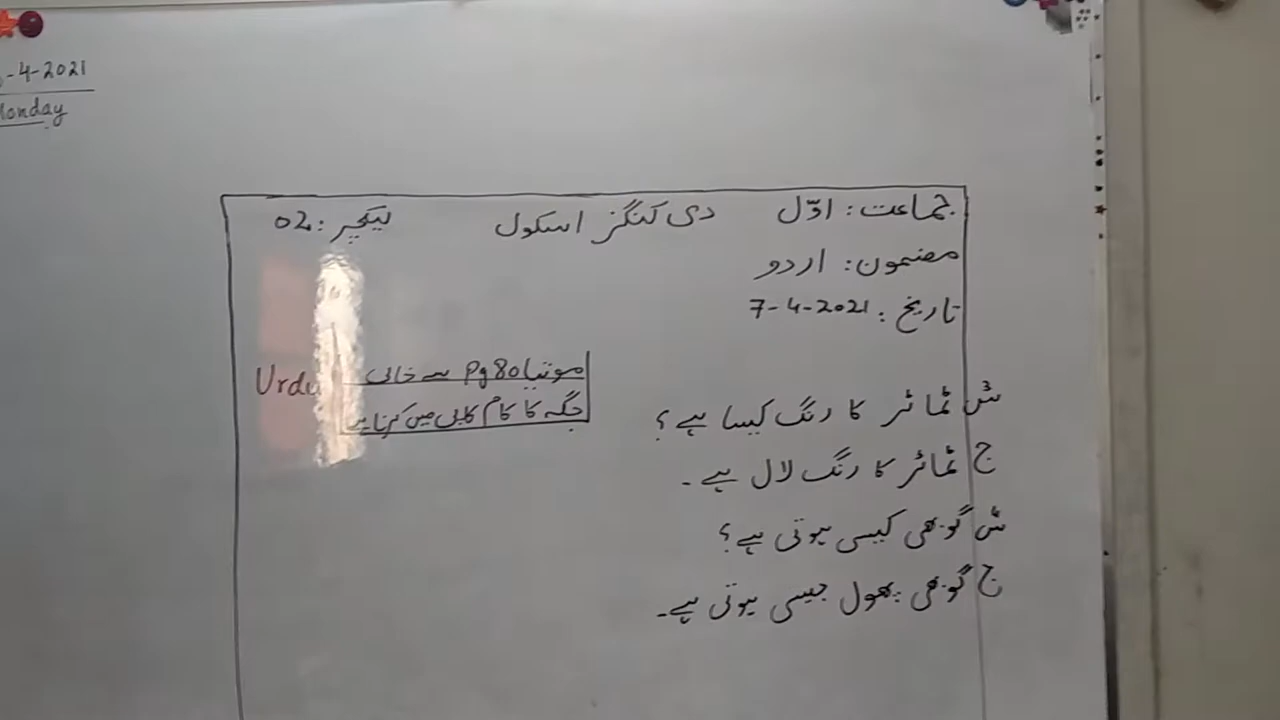 -4-2021
Monday
جماعت: اوّل دی کنگز اسکول لیکچر: 02
مضمون: اردو
تاریخ: 7-4-2021
Urdu
موتیا Pg 80 سے خالی
جگہ کا کام کاپی میں کرنا ہے
س ٹماٹر کا رنگ کیسا ہے؟
ج ٹماٹر کا رنگ لال ہے۔
س گوبھی کیسی ہوتی ہے؟
ج گوبھی پھول جیسی ہوتی ہے۔